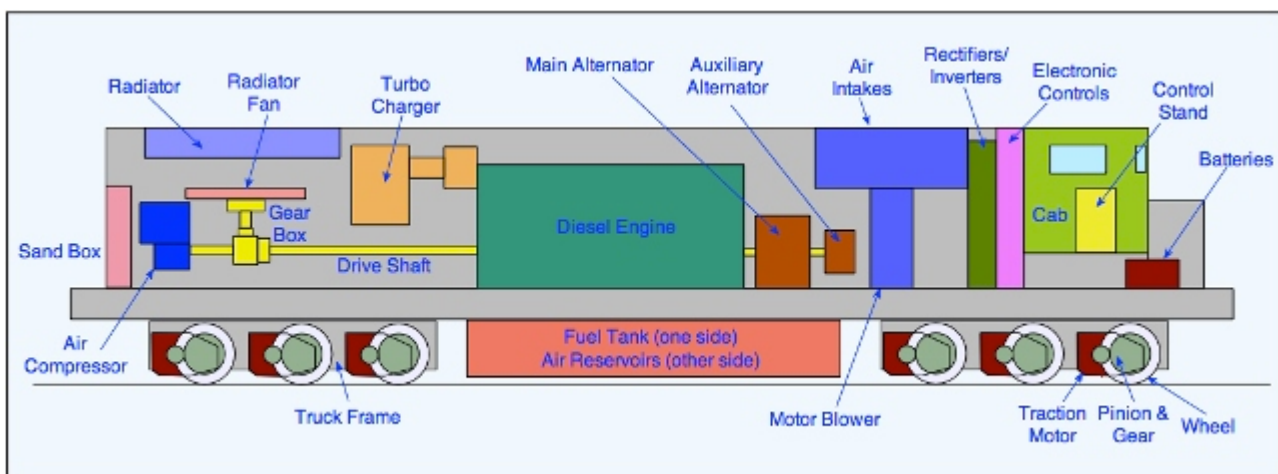 Main Alternator
Auxiliary
Alternator
Air
Intakes
Rectifiers/
Inverters
Electronic
Controls
Control
Stand
Radiator
Radiator
Fan
Turbo
Charger
Batteries
Gear
Box
Diesel Engine
Cab
Sand Box
Drive Shaft
Air
Compressor
Fuel Tank (one side)
Air Reservoirs (other side)
Truck Frame
Motor Blower
Traction
Motor
Pinion &
Gear
Wheel